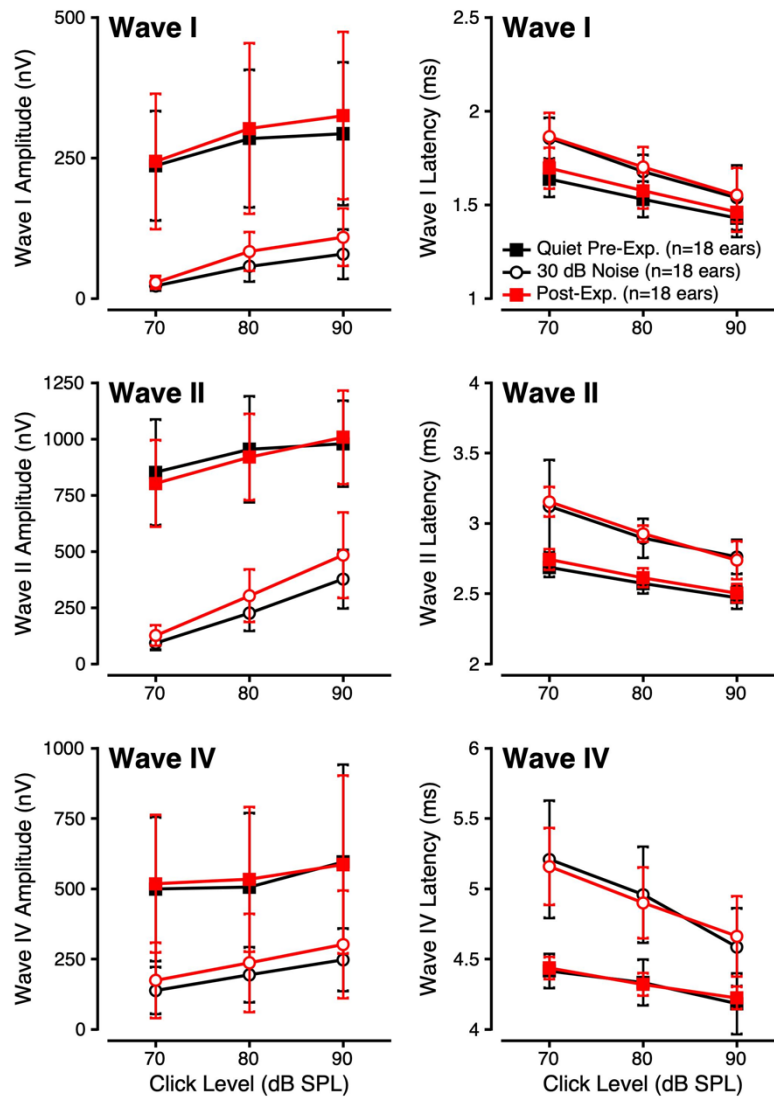 Wave I
Wave I Amplitude (nV)
500
250
0
70 80 90
Wave I
Wave I Latency (ms)
2.5
2
1.5
1
Quiet Pre-Exp. (n=18 ears)
30 dB Noise (n=18 ears)
Post-Exp. (n=18 ears)
70 80 90
Wave II
Wave II Amplitude (nV)
1250
1000
750
500
250
0
70 80 90
Wave II
Wave II Latency (ms)
4
3.5
3
2.5
2
70 80 90
Wave IV
Wave IV Amplitude (nV)
1000
750
500
250
0
70 80 90
Click Level (dB SPL)
Wave IV
Wave IV Latency (ms)
6
5.5
5
4.5
4
70 80 90
Click Level (dB SPL)